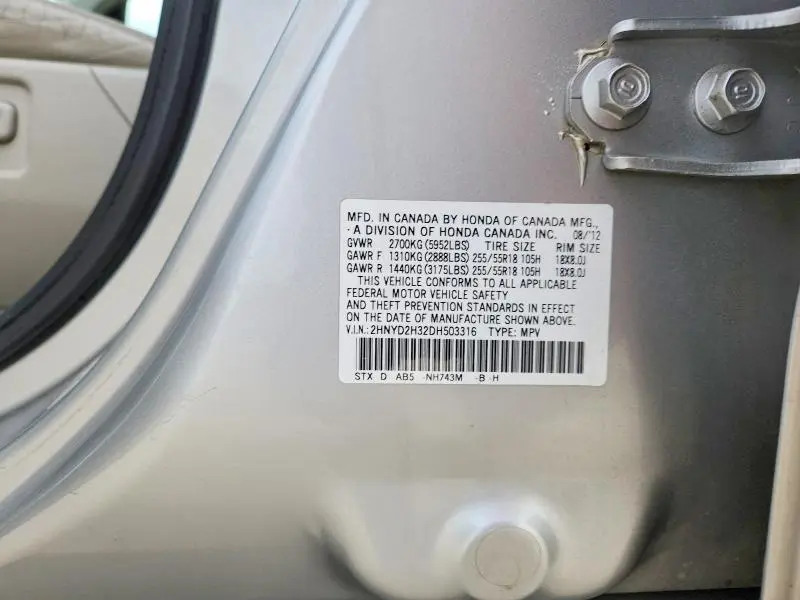 MFD. IN CANADA BY HONDA OF CANADA MFG.,
A DIVISION OF HONDA CANADA INC. 08/'12
GVWR 2700KG(5952LBS) TIRE SIZE RIM SIZE
GAWR F 1310KG(2888LBS) 255/55R18 105H 18X8.0J
GAWR R 1440KG(3175LBS) 255/55R18 105H 18X8.0J
THIS VEHICLE CONFORMS TO ALL APPLICABLE
FEDERAL MOTOR VEHICLE SAFETY
AND THEFT PREVENTION STANDARDS IN EFFECT
ON THE DATE OF MANUFACTURE SHOWN ABOVE.
V.I.N.: 2HNYD2H32DH503316 TYPE: MPV
STX D AB5 -NH743M -B H